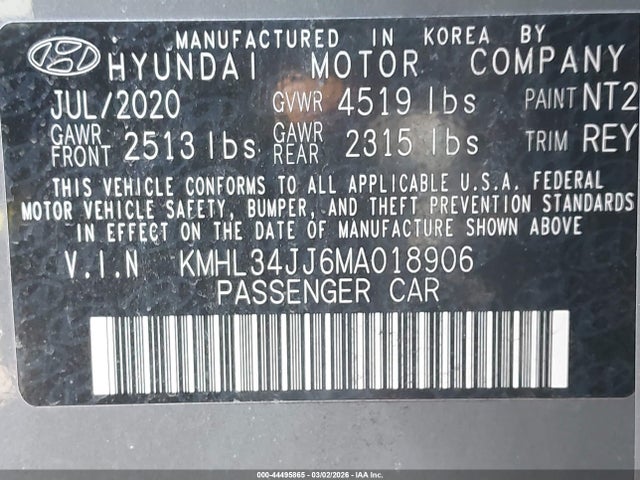 MANUFACTURED IN KOREA BY
HYUNDAI MOTOR COMPANY
JUL/2020 GVWR 4519 lbs PAINT NT2
GAWR FRONT 2513 lbs GAWR REAR 2315 lbs TRIM REY
THIS VEHICLE CONFORMS TO ALL APPLICABLE U.S.A. FEDERAL
MOTOR VEHICLE SAFETY, BUMPER, AND THEFT PREVENTION STANDARDS
IN EFFECT ON THE DATE OF MANUFACTURE SHOWN ABOVE
V.I.N KMHL34JJ6MA018906
PASSENGER CAR
000-44495865 - 03/02/2026 - IAA Inc.